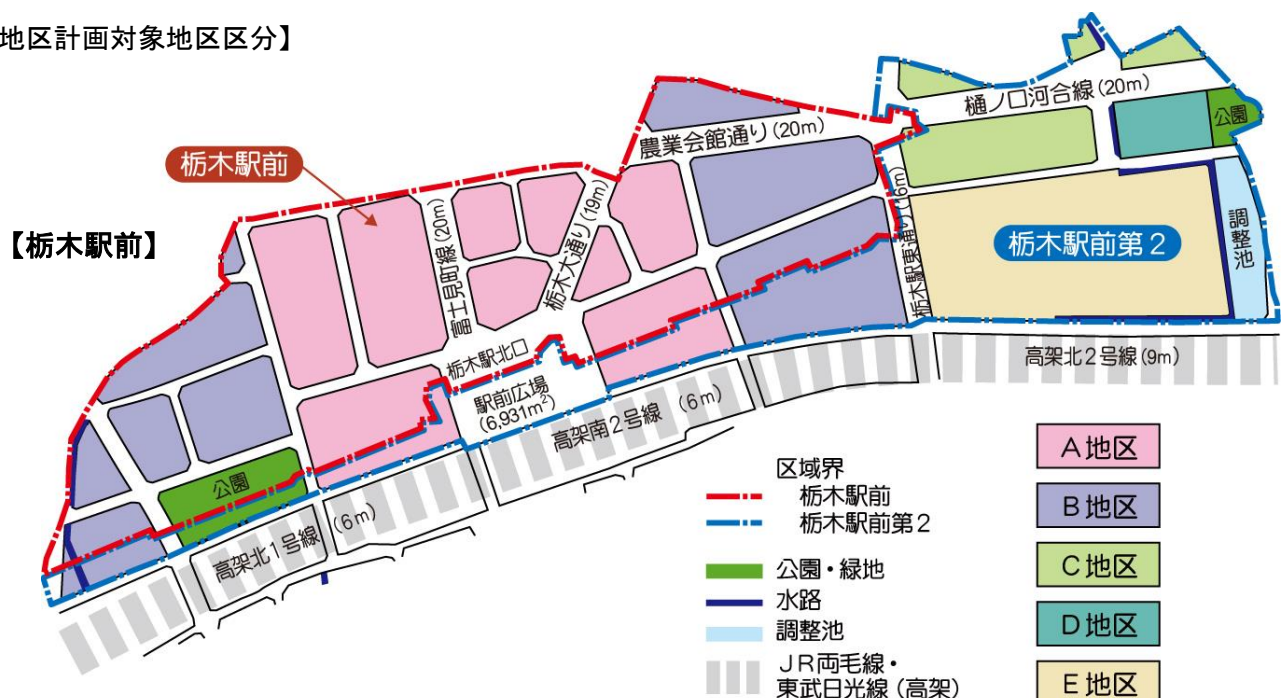 地区計画対象地区区分】
樋ノ口河合線(20m)
公園
農業会館通り(20m)
栃木駅前
【栃木駅前】
富士見町線(20m)
栃木大通り(19m)
栃木駅東通り(16m)
栃木駅前第2
調整池
栃木駅北口
駅前広場
(6,931m²)
高架北2号線(9m)
高架南2号線(6m)
公園
高架北1号線(6m)
区域界
栃木駅前
栃木駅前第2
公園・緑地
水路
調整池
JR両毛線・
東武日光線(高架)
A地区
B地区
C地区
D地区
E地区